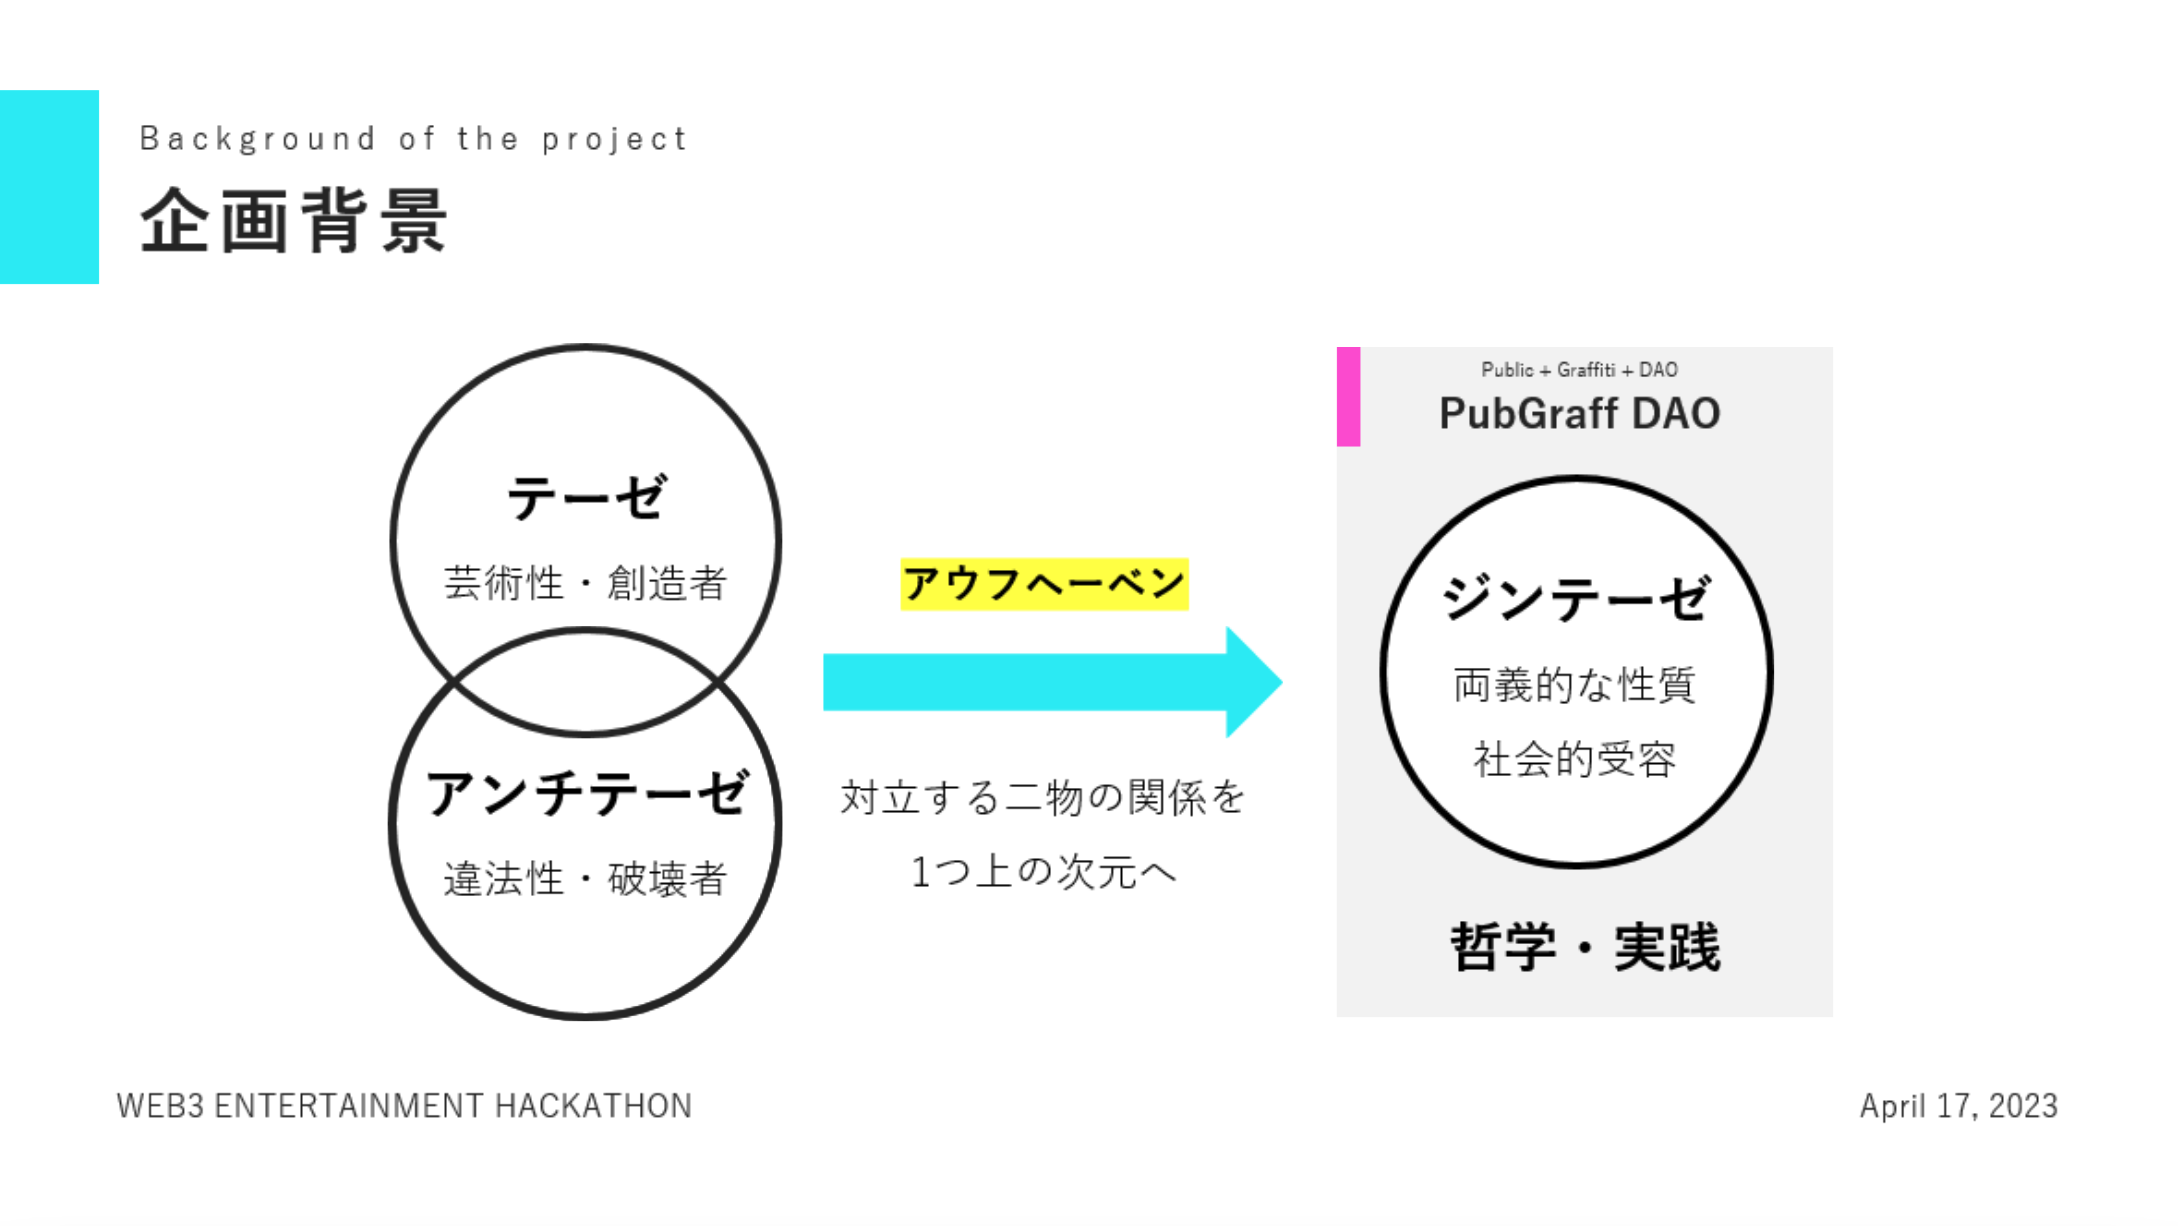 Background of the project
企画背景
テーゼ
芸術性・創造者
アンチテーゼ
違法性・破壊者
アウフヘーベン
対立する二物の関係を
1つ上の次元へ
Public + Graffiti + DAO
PubGraff DAO
ジンテーゼ
両義的な性質
社会的受容
哲学・実践
WEB3 ENTERTAINMENT HACKATHON
April 17, 2023